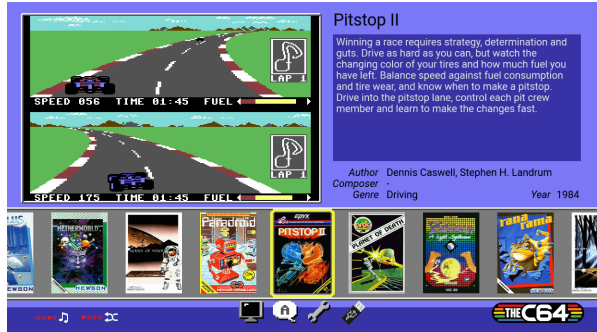 Pitstop II
Winning a race requires strategy, determination and
guts. Drive as hard as you can, but watch the
changing color of your tires and how much fuel you
have left. Balance speed against fuel consumption
and tire wear, and know when to make a pitstop.
Drive into the pitstop lane, control each pit crew
member and learn to make the changes fast.
LAP 1
SPEED 056 TIME 01:45 FUEL
LAP 1
SPEED 175 TIME 01:45 FUEL
Author Dennis Caswell, Stephen H. Landrum
Composer -
Genre Driving Year 1984
HEWSON
NETHERWORLD
HEWSON
Paradroid
EPYX
PITSTOP II
PLANET OF DEATH
rana
rama
HEWSON
A
THE C64